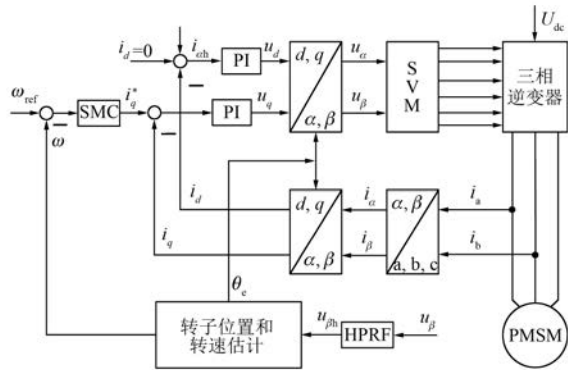 U_dc
i_d=0
i_αh
PI
u_d
d, q
α, β
u_α
u_β
S
V
M
三相
逆变器
ω_ref
ω
SMC
i_q^*
PI
u_q
i_d
i_q
d, q
α, β
i_α
i_β
α, β
a, b, c
i_a
i_b
θ_e
转子位置和
转速估计
u_βh
HPRF
u_β
PMSM